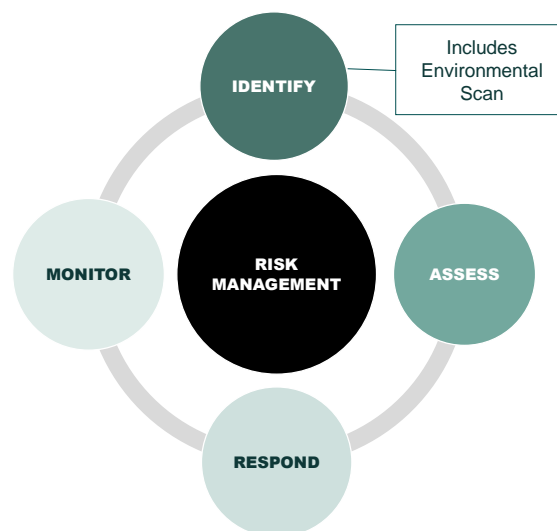 IDENTIFY
Includes
Environmental
Scan
MONITOR
RISK
MANAGEMENT
ASSESS
RESPOND